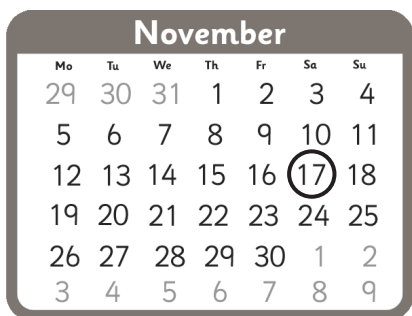 November
Mo Tu We Th Fr Sa Su
29 30 31 1 2 3 4
5 6 7 8 9 10 11
12 13 14 15 16 17 18
19 20 21 22 23 24 25
26 27 28 29 30 1 2
3 4 5 6 7 8 9